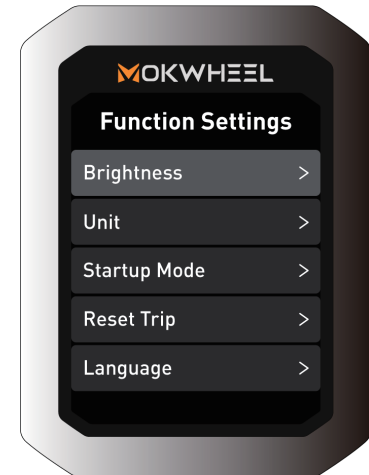 MOKWHEEL
Function Settings
Brightness >
Unit >
Startup Mode >
Reset Trip >
Language >